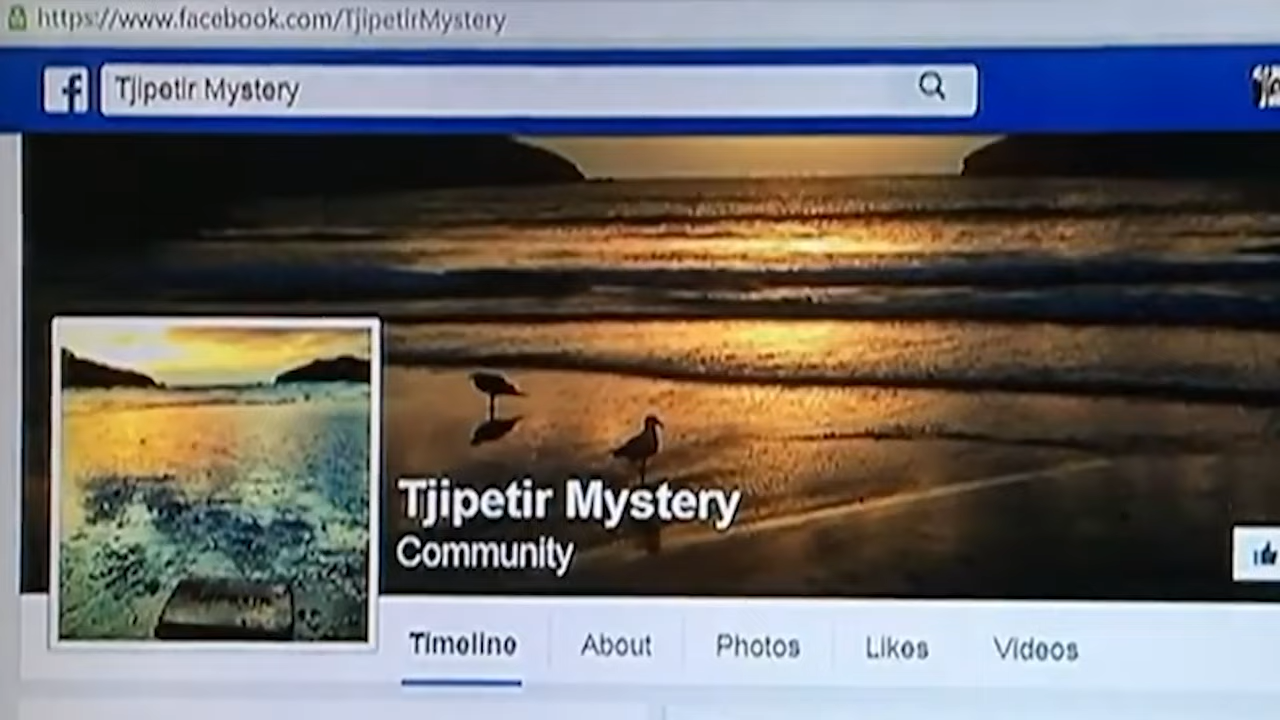 https://www.facebook.com/TjipetirMystery
f Tjipetir Mystery
Tjipetir Mystery
Community
Timeline About Photos Likes Videos